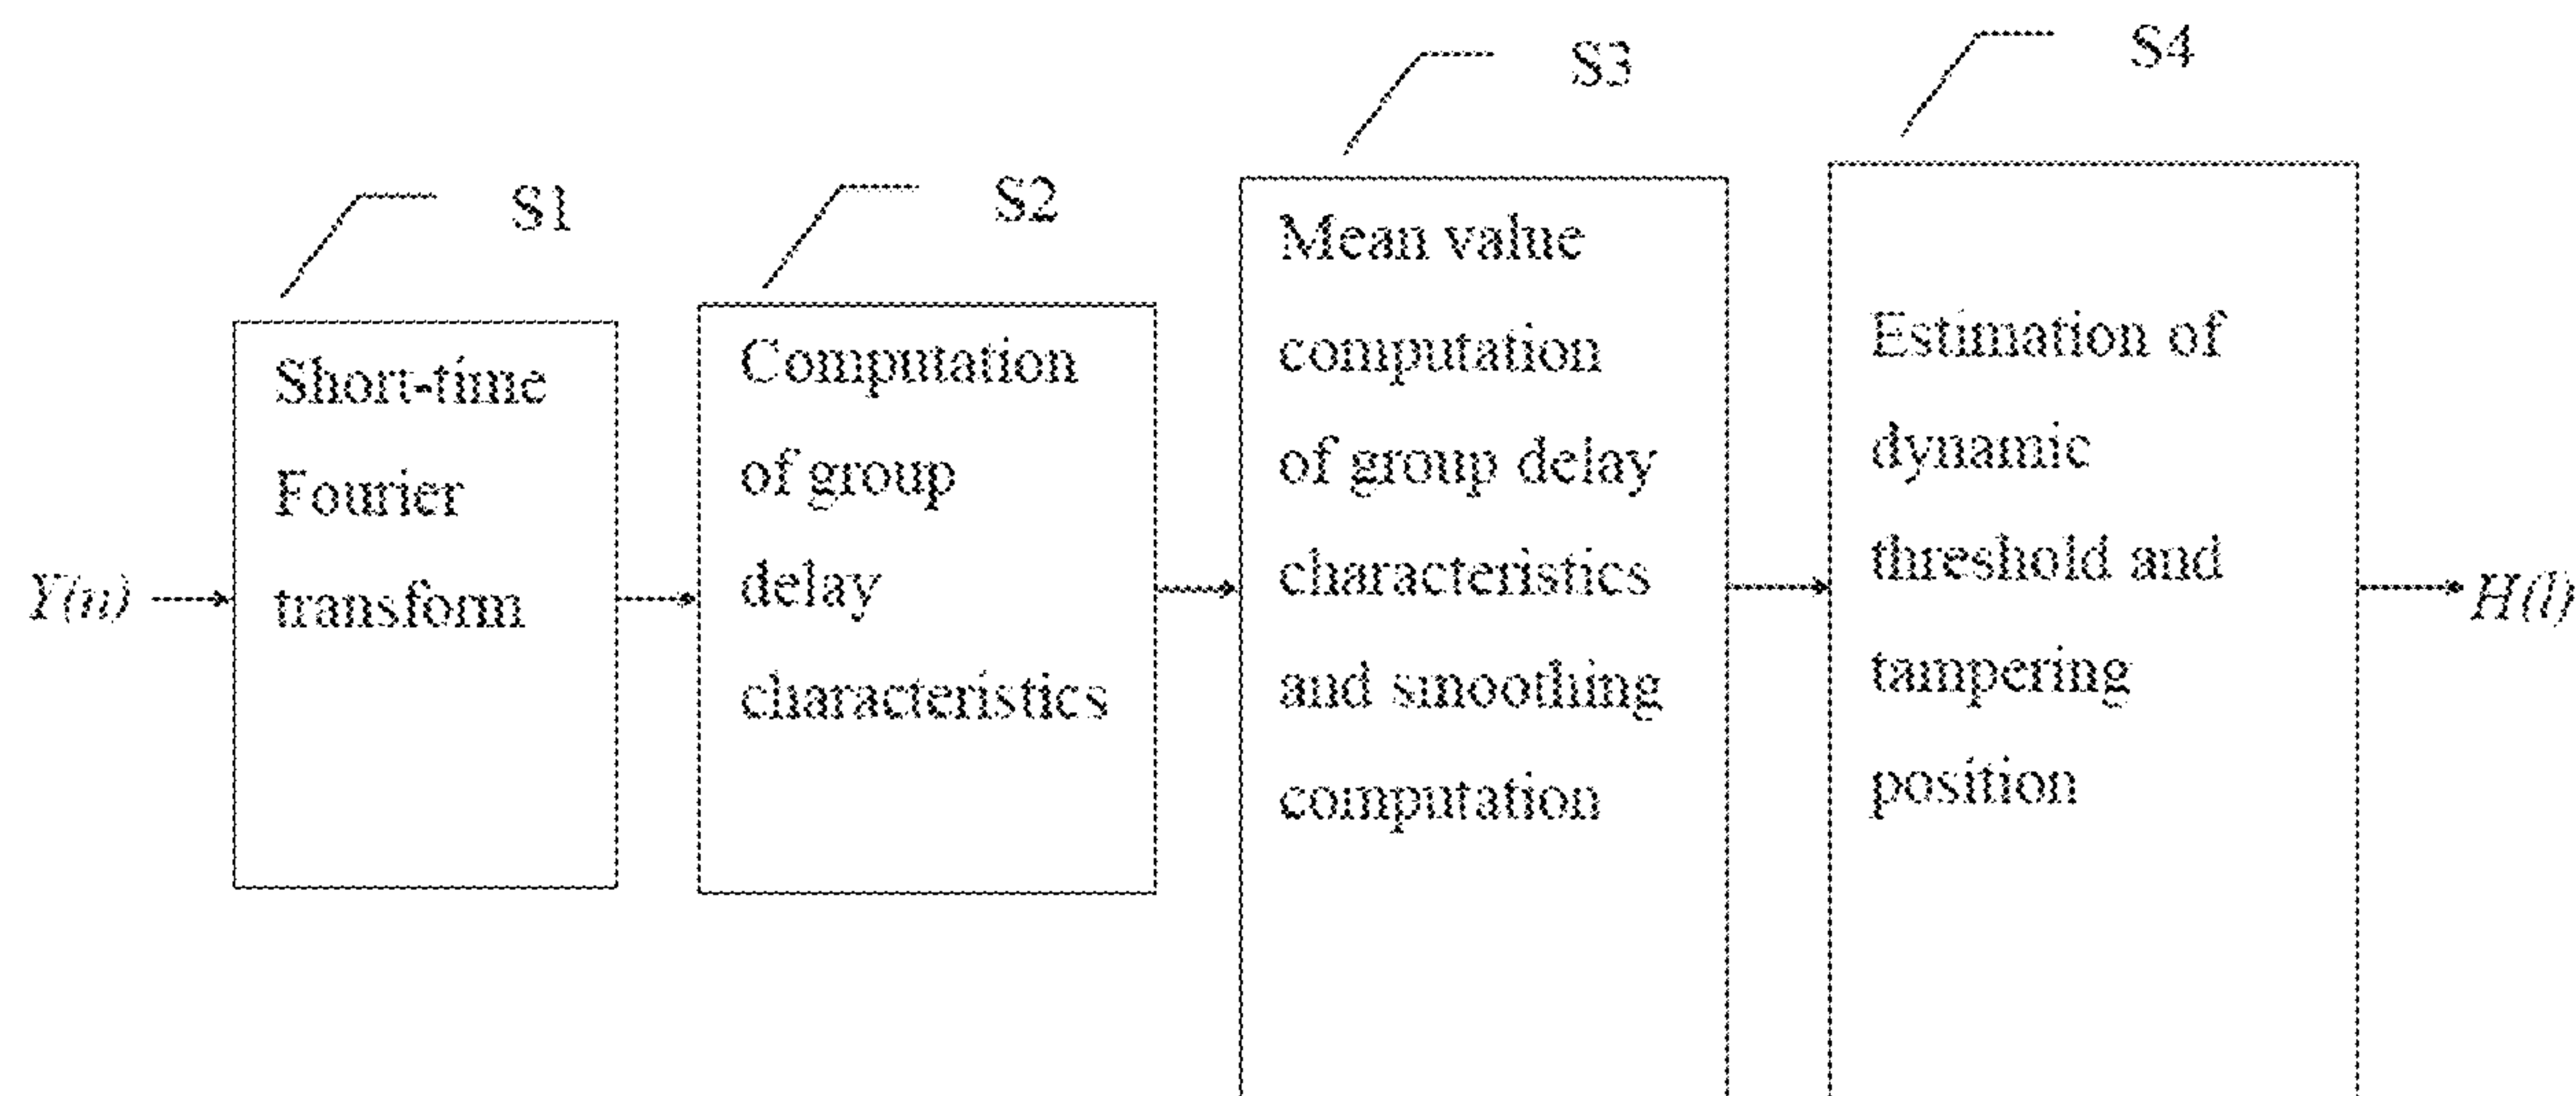 S1
S2
S3
S4
Y(n)
Short-time
Fourier
transform
Computation
of group
delay
characteristics
Mean value
computation
of group delay
characteristics
and smoothing
computation
Estimation of
dynamic
threshold and
tampering
position
H(l)